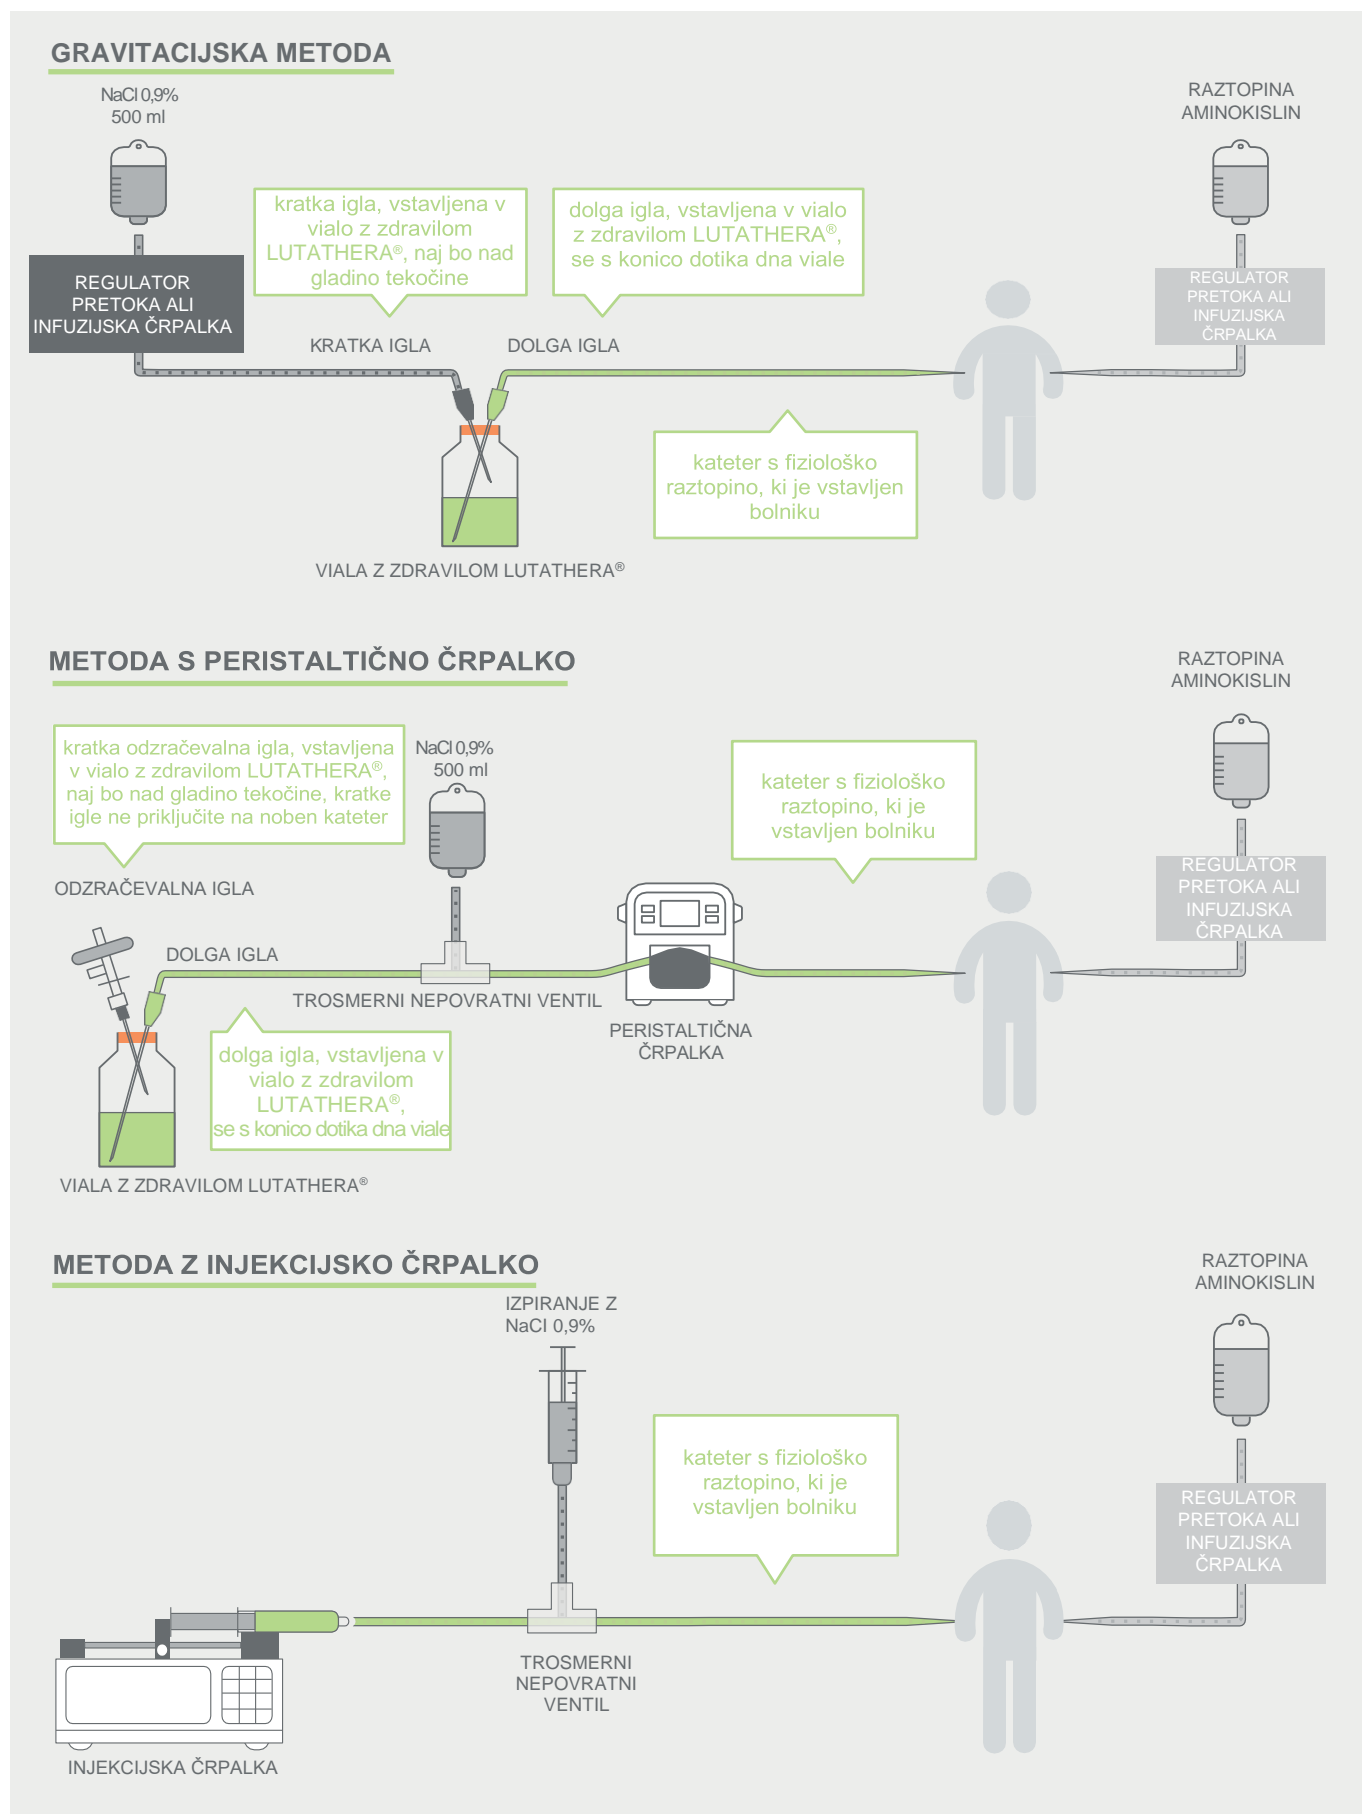 GRAVITACIJSKA METODA
NaCl 0,9%
500 ml
RAZTOPINA
AMINOKISLIN
kratka igla, vstavljena v
vialo z zdravilom
LUTATHERA®, naj bo nad
gladino tekočine
dolga igla, vstavljena v vialo
z zdravilom LUTATHERA®,
se s konico dotika dna viale
REGULATOR
PRETOKA ALI
INFUZIJSKA ČRPALKA
REGULATOR
PRETOKA ALI
INFUZIJSKA
ČRPALKA
KRATKA IGLA
DOLGA IGLA
kateter s fiziološko
raztopino, ki je vstavljen
bolniku
VIALA Z ZDRAVILOM LUTATHERA®
METODA S PERISTALTIČNO ČRPALKO
RAZTOPINA
AMINOKISLIN
kratka odzračevalna igla, vstavljena
v vialo z zdravilom LUTATHERA®,
naj bo nad gladino tekočine, kratke
igle ne priključite na noben kateter
NaCl 0,9%
500 ml
kateter s fiziološko
raztopino, ki je
vstavljen bolniku
REGULATOR
PRETOKA ALI
INFUZIJSKA
ČRPALKA
ODZRAČEVALNA IGLA
DOLGA IGLA
TROSMERNI NEPOVRATNI VENTIL
PERISTALTIČNA
ČRPALKA
dolga igla, vstavljena v
vialo z zdravilom
LUTATHERA®,
se s konico dotika dna viale
VIALA Z ZDRAVILOM LUTATHERA®
METODA Z INJEKCIJSKO ČRPALKO
RAZTOPINA
AMINOKISLIN
IZPIRANJE Z
NaCl 0,9%
kateter s fiziološko
raztopino, ki je
vstavljen bolniku
REGULATOR
PRETOKA ALI
INFUZIJSKA
ČRPALKA
TROSMERNI
NEPOVRATNI
VENTIL
INJEKCIJSKA ČRPALKA